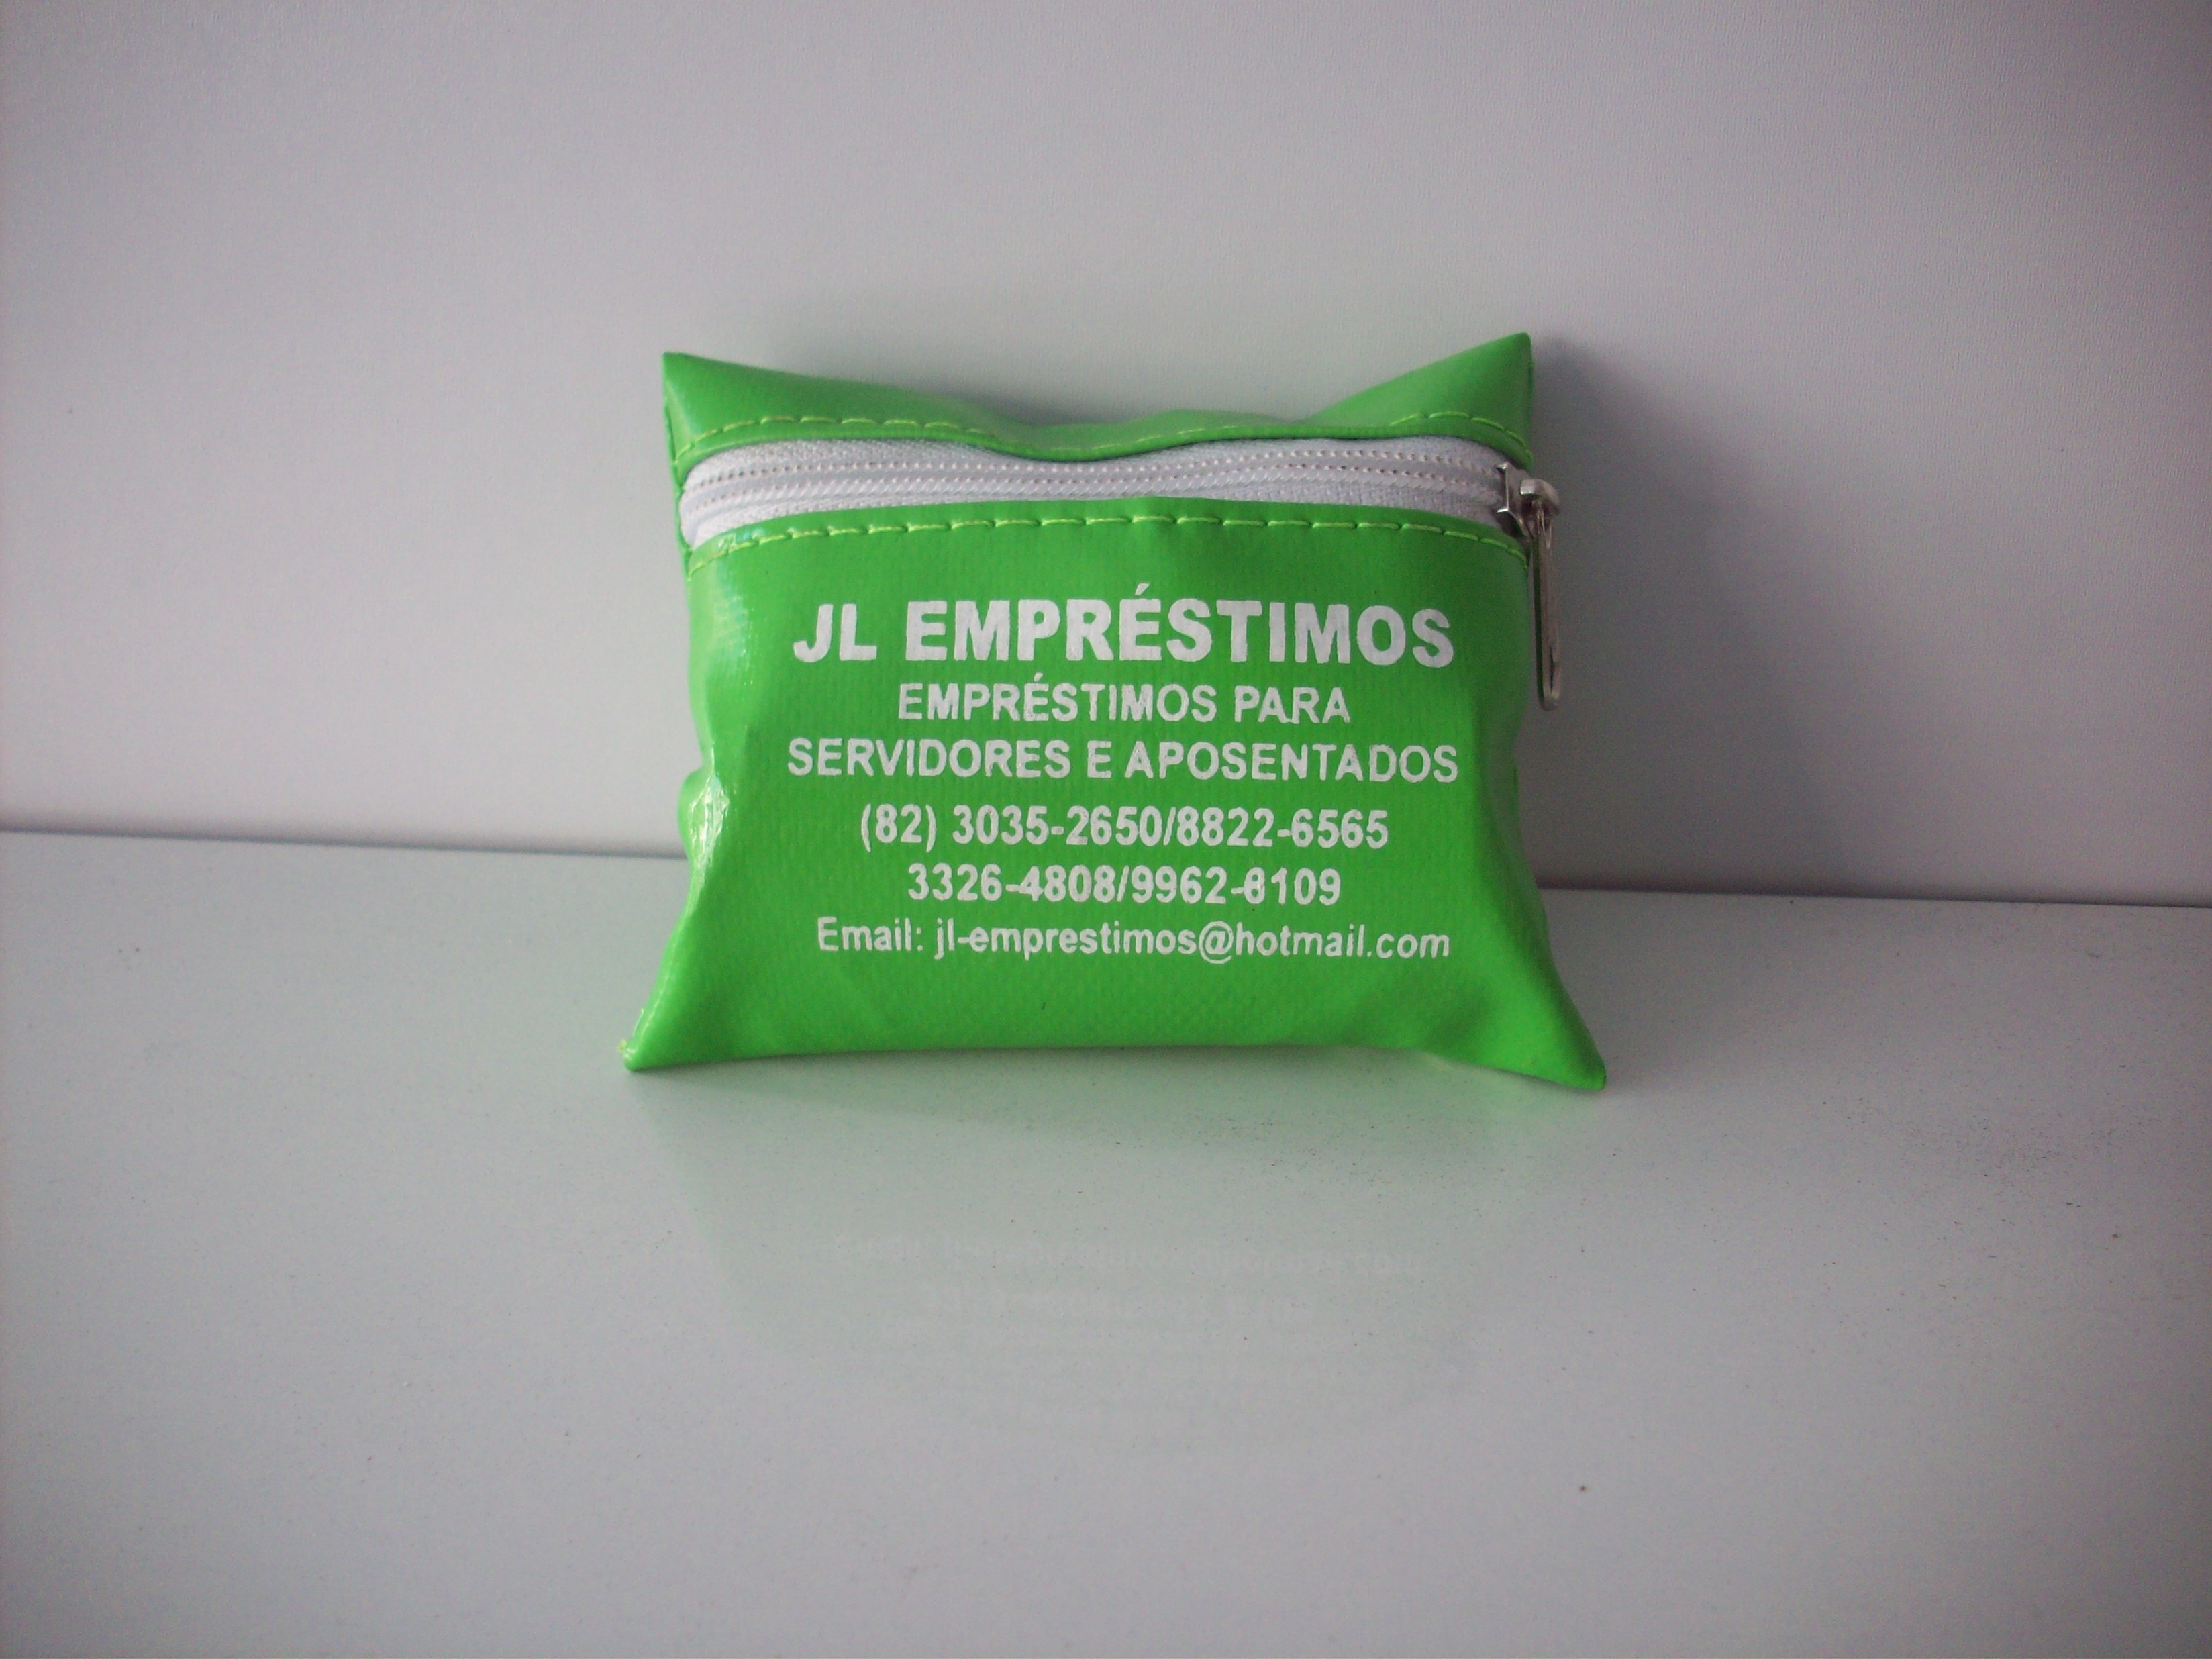 JL EMPRÉSTIMOS
EMPRÉSTIMOS PARA
SERVIDORES E APOSENTADOS
(82) 3035-2650/8822-6565
3326-4808/9962-6109
Email: jl-emprestimos@hotmail.com